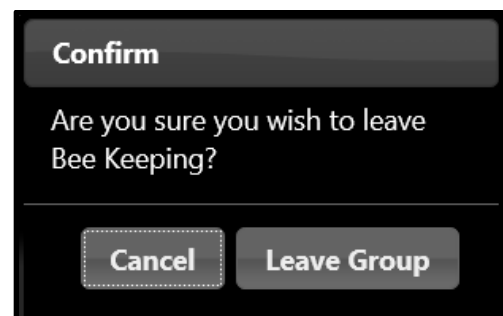 Confirm
Are you sure you wish to leave
Bee Keeping?
Cancel Leave Group